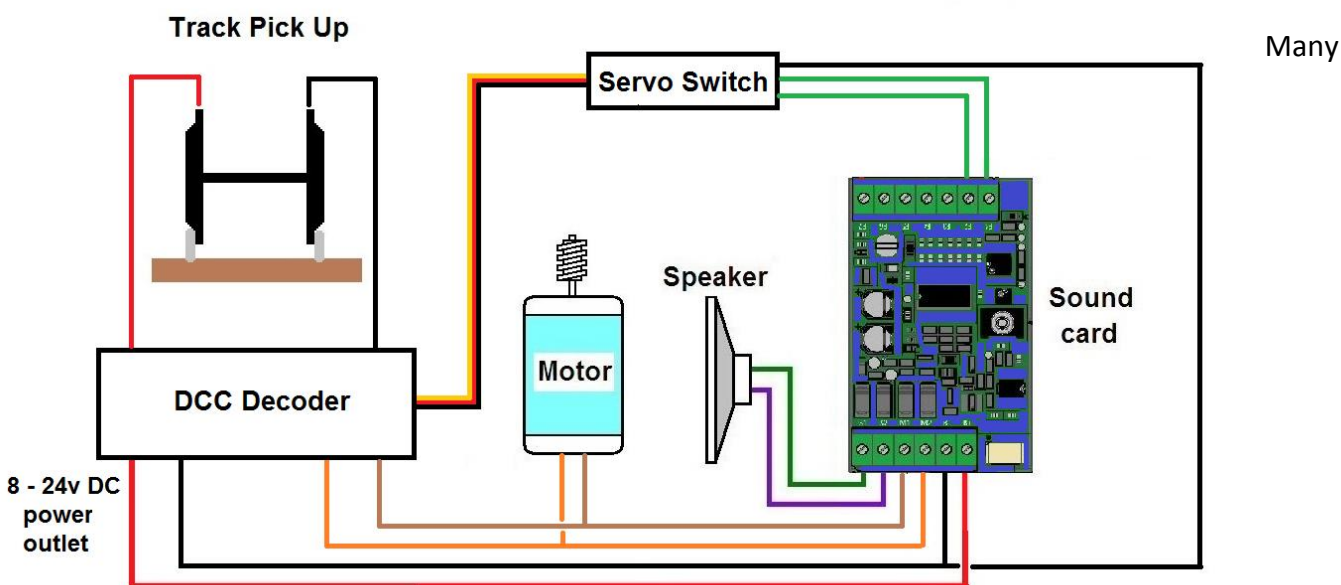 Track Pick Up
Many
Servo Switch
Speaker
Sound
card
Motor
DCC Decoder
8 - 24v DC
power
outlet